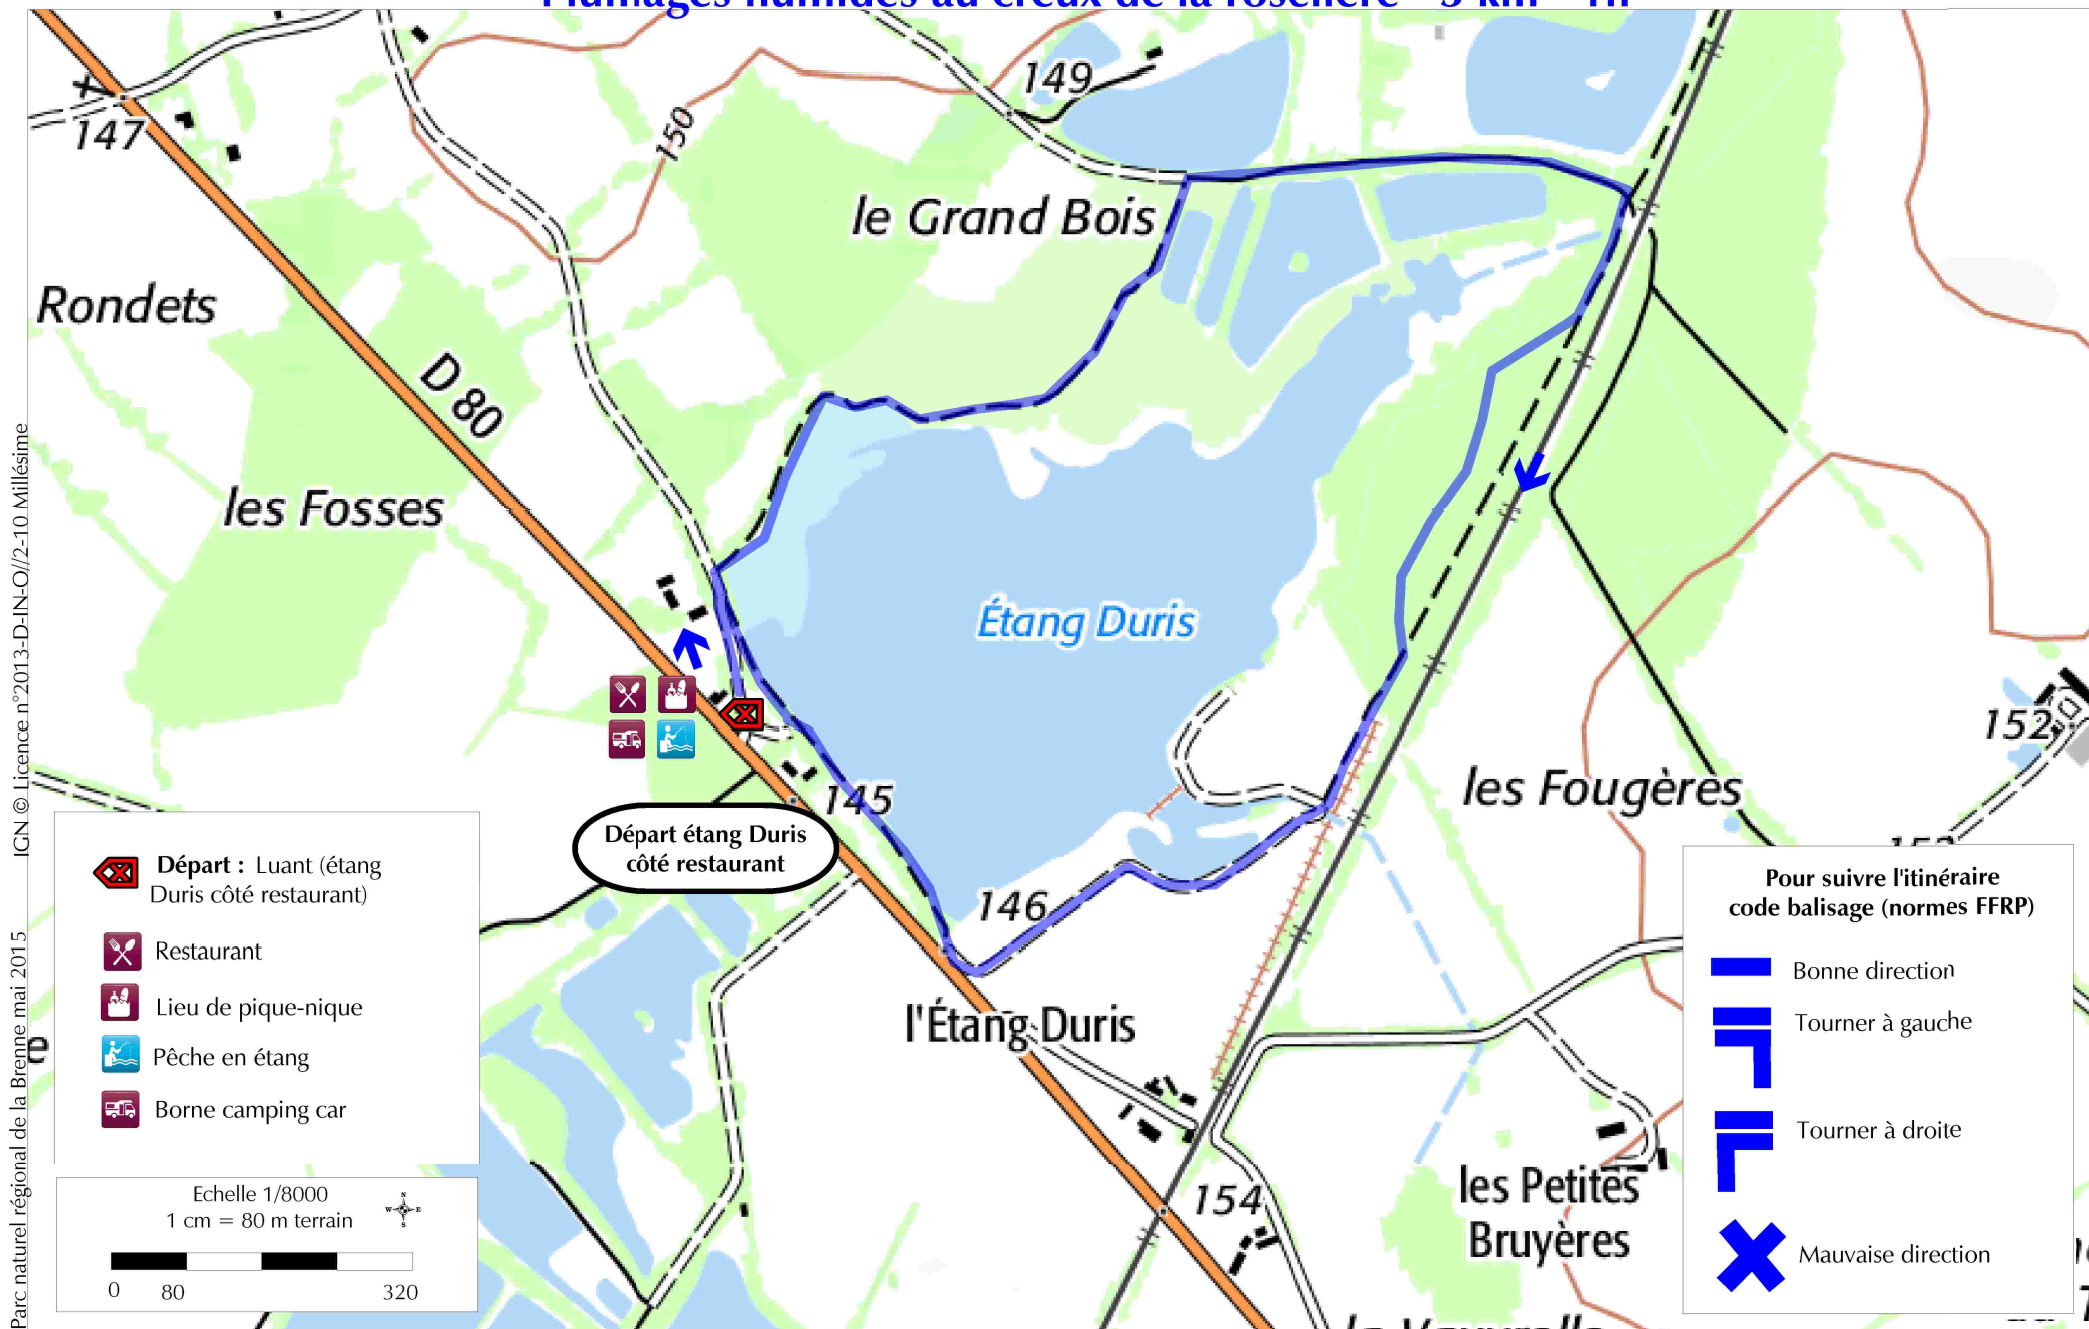 149
147
150
le Grand Bois
Rondets
D 80
les Fosses
Étang Duris
152
145
les Fougères
Départ étang Duris
côté restaurant
146
l'Étang Duris
154
les Petites
Bruyères
Départ : Luant (étang
Duris côté restaurant)
Restaurant
Lieu de pique-nique
Pêche en étang
Borne camping car
Echelle 1/8000
1 cm = 80 m terrain
N
W E
S
0 80 320
Pour suivre l'itinéraire
code balisage (normes FFRP)
Bonne direction
Tourner à gauche
Tourner à droite
Mauvaise direction
Parc naturel régional de la Brenne mai 2015 IGN © Licence n°2013-D-IN-O//2-10 Millésime